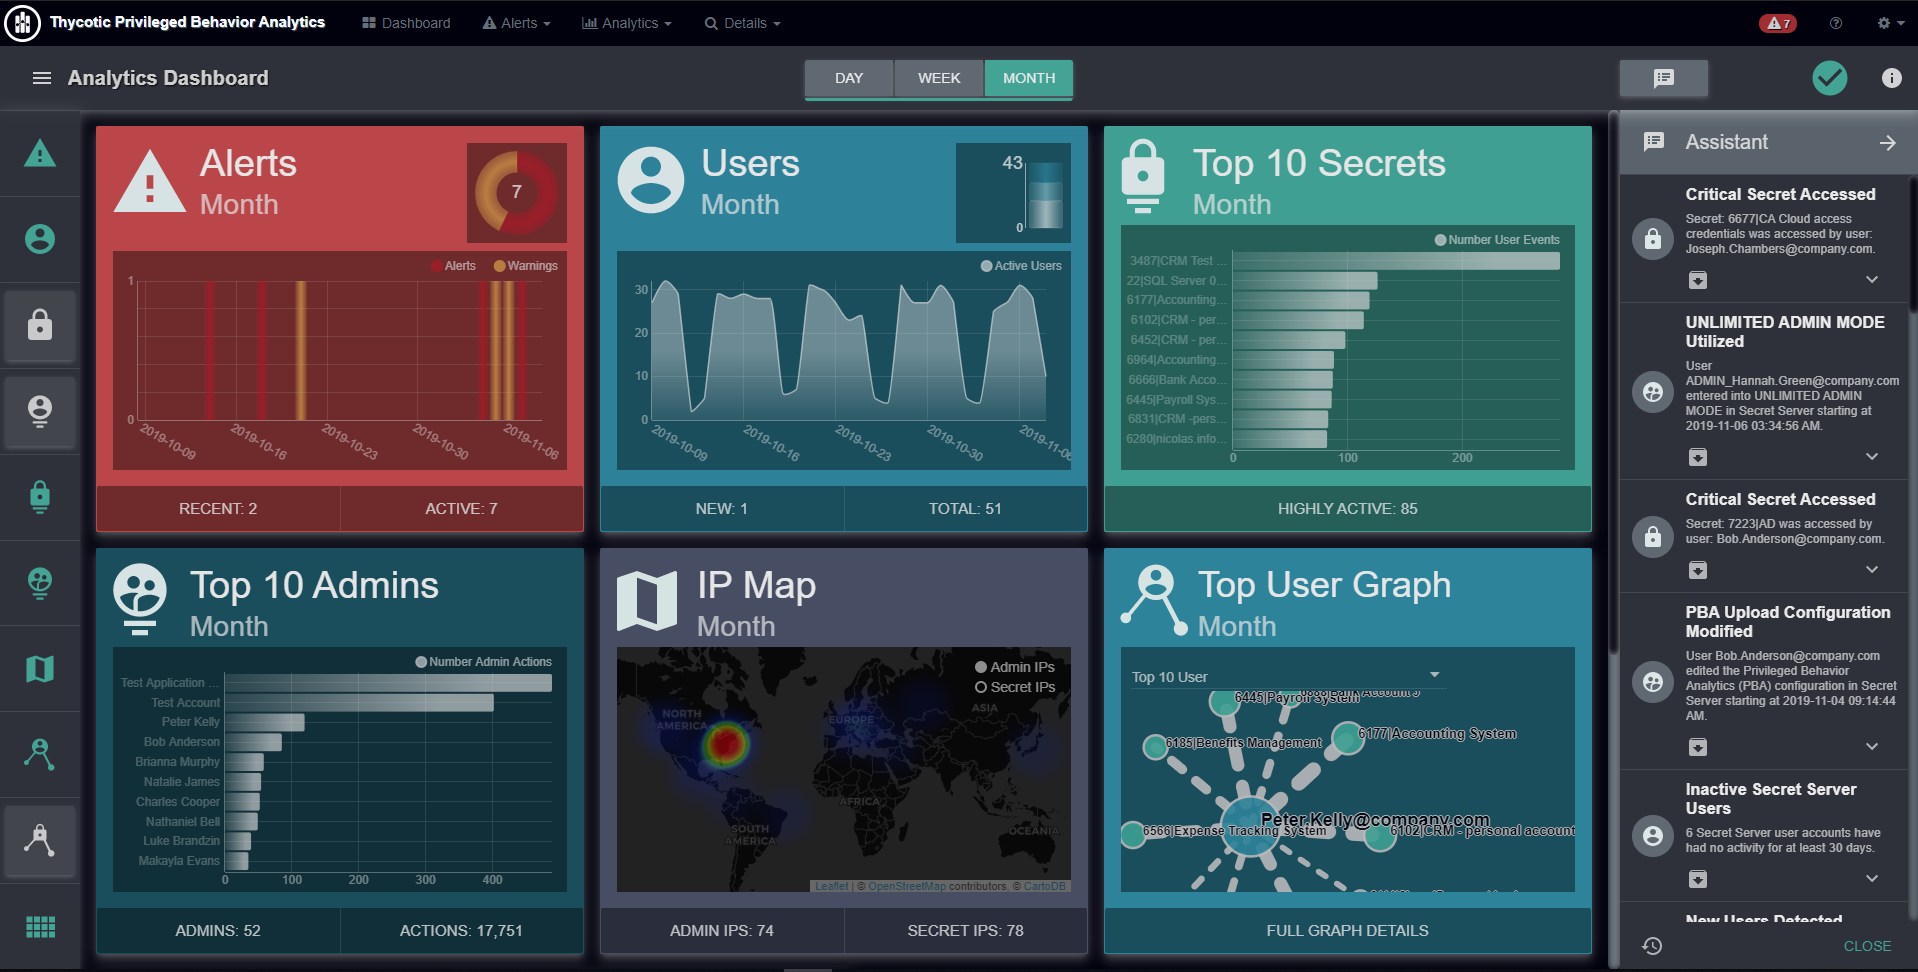 Thycotic Privileged Behavior Analytics
Dashboard
Alerts
Analytics
Details
7
Analytics Dashboard
DAY
WEEK
MONTH
Alerts
Month
7
Alerts
Warnings
1
0
2019-10-09
2019-10-16
2019-10-23
2019-10-30
2019-11-06
RECENT: 2
ACTIVE: 7
Users
Month
43
0
Active Users
30
20
10
0
2019-10-09
2019-10-16
2019-10-23
2019-10-30
2019-11-06
NEW: 1
TOTAL: 51
Top 10 Secrets
Month
Number User Events
3487|CRM Test ...
22|SQL Server 0...
6177|Accounting...
6102|CRM - per...
6452|CRM - per...
6964|Accounting...
6666|Bank Acco...
6445|Payroll Sys...
6831|CRM -pers...
6280|nicolas.info...
0
100
200
HIGHLY ACTIVE: 85
Top 10 Admins
Month
Number Admin Actions
Test Application ...
Test Account
Peter Kelly
Bob Anderson
Brianna Murphy
Natalie James
Charles Cooper
Nathaniel Bell
Luke Brandzin
Makayla Evans
0
100
200
300
400
ADMINS: 52
ACTIONS: 17,751
IP Map
Month
Admin IPs
Secret IPs
NORTH
AMERICA
EUROPE
ASIA
AFRICA
SOUTH
AMERICA
OCEANIA
Leaflet | © OpenStreetMap contributors, © CartoDB
ADMIN IPS: 74
SECRET IPS: 78
Top User Graph
Month
Top 10 User
6445|Payroll System
6177|Accounting System
6185|Benefits Management
Peter.Kelly@company.com
6566|Expense Tracking System
6102|CRM - personal account
FULL GRAPH DETAILS
Assistant
Critical Secret Accessed
Secret: 6677|CA Cloud access
credentials was accessed by user:
Joseph.Chambers@company.com.
UNLIMITED ADMIN MODE
Utilized
User
ADMIN_Hannah.Green@company.com
entered into UNLIMITED ADMIN
MODE in Secret Server starting at
2019-11-06 03:34:56 AM.
Critical Secret Accessed
Secret: 7223|AD was accessed by
user: Bob.Anderson@company.com.
PBA Upload Configuration
Modified
User Bob.Anderson@company.com
edited the Privileged Behavior
Analytics (PBA) configuration in Secret
Server starting at 2019-11-04 09:14:44
AM.
Inactive Secret Server
Users
6 Secret Server user accounts have
had no activity for at least 30 days.
New Users Detected
CLOSE